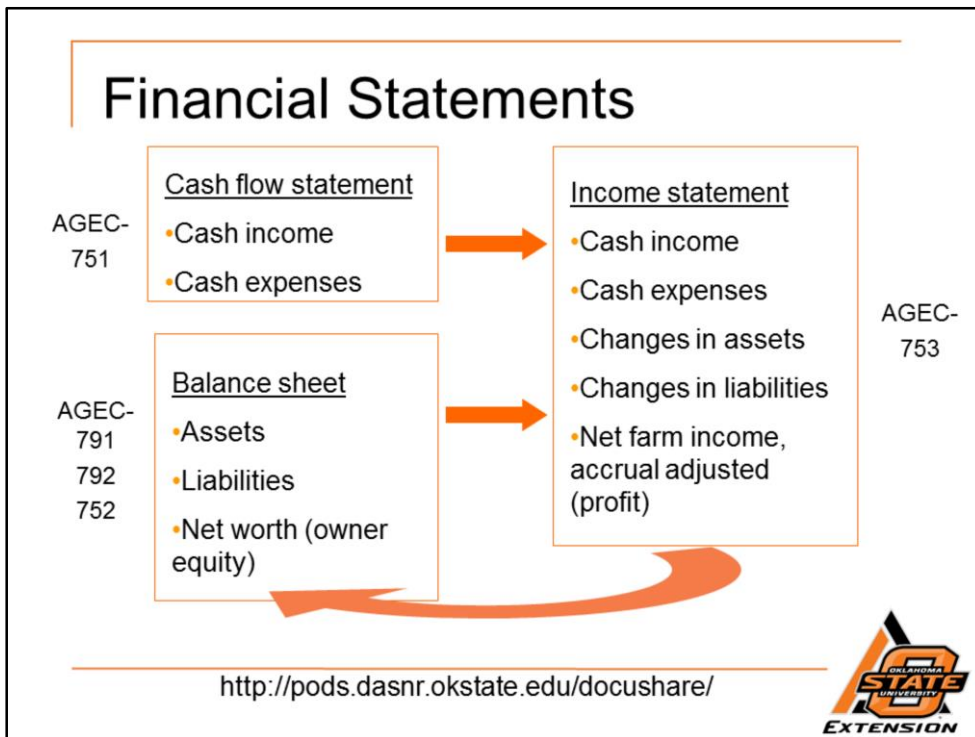 Financial Statements
AGEC-
751
Cash flow statement
•Cash income
•Cash expenses
AGEC-
791
792
752
Balance sheet
•Assets
•Liabilities
•Net worth (owner
equity)
Income statement
•Cash income
•Cash expenses
•Changes in assets
•Changes in liabilities
•Net farm income,
accrual adjusted
(profit)
AGEC-
753
http://pods.dasnr.okstate.edu/docushare/
OKLAHOMA
STATE
UNIVERSITY
EXTENSION